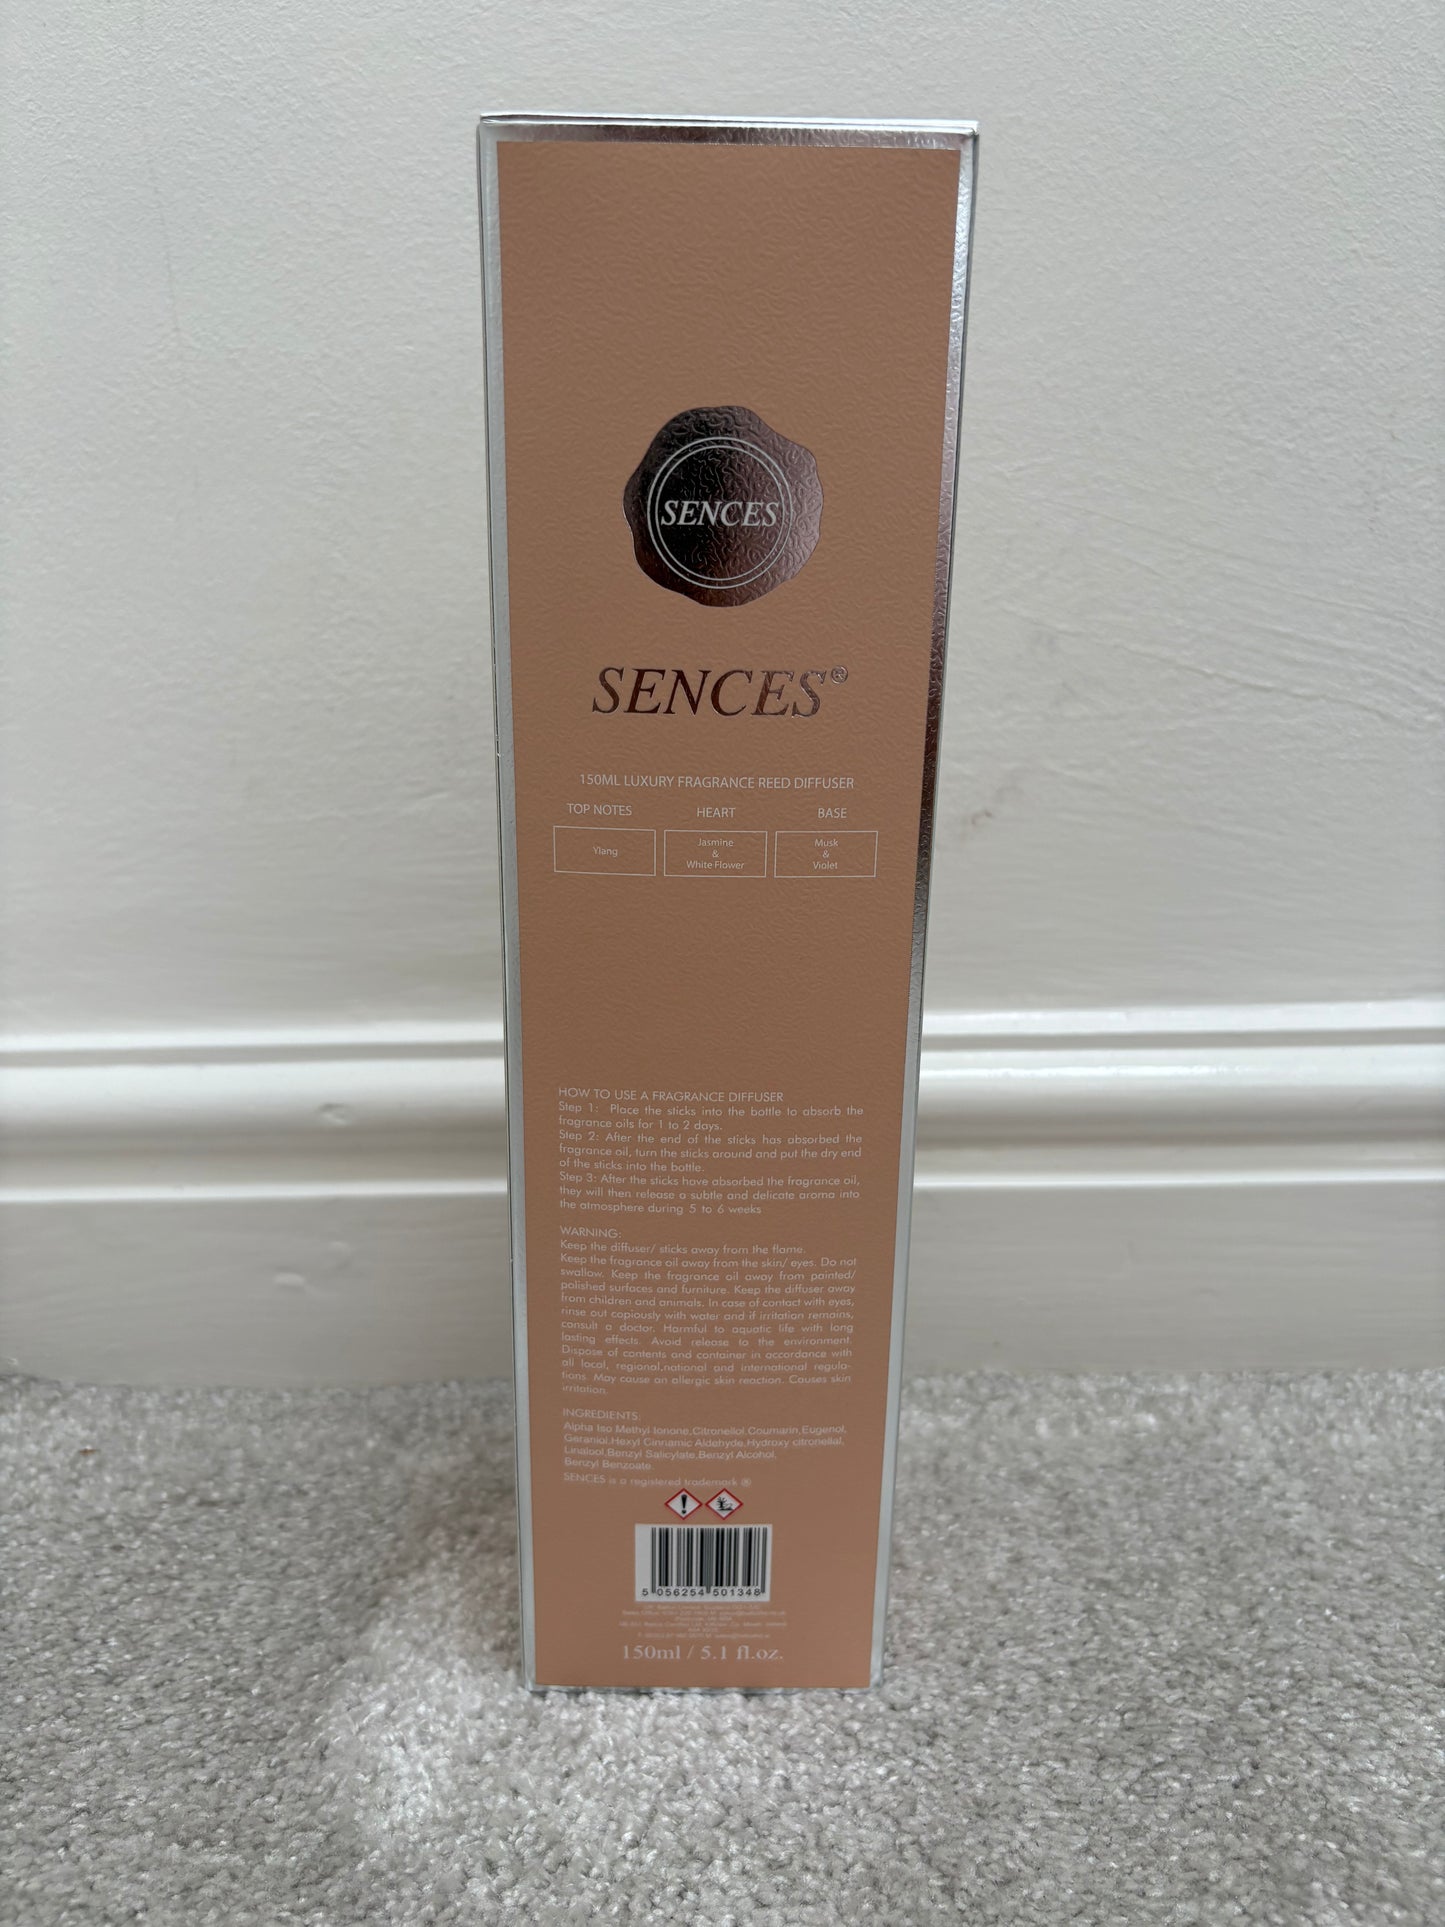 SENCES
SENCES®
150ML LUXURY FRAGRANCE REED DIFFUSER
TOP NOTES HEART BASE
Ylang
Jasmine
&
White Flower
Musk
&
Violet
HOW TO USE A FRAGRANCE DIFFUSER
Step 1: Place the sticks into the bottle to absorb the
fragrance oils for 1 to 2 days.
Step 2: After the end of the sticks has absorbed the
fragrance oil, turn the sticks around and put the dry end
of the sticks into the bottle.
Step 3: After the sticks have absorbed the fragrance oil,
they will then release a subtle and delicate aroma into
the atmosphere during 5 to 6 weeks
WARNING:
Keep the diffuser/ sticks away from the flame.
Keep the fragrance oil away from the skin/ eyes. Do not
swallow. Keep the fragrance oil away from painted/
polished surfaces and furniture. Keep the diffuser away
from children and animals. In case of contact with eyes,
rinse out copiously with water and if irritation remains,
consult a doctor. Harmful to aquatic life with long
lasting effects. Avoid release to the environment.
Dispose of contents and container in accordance with
all local, regional,national and international regula-
tions. May cause an allergic skin reaction. Causes skin
irritation.
INGREDIENTS:
Alpha Iso Methyl Ionone,Citronellol,Coumarin,Eugenol,
Geraniol,Hexyl Cinnamic Aldehyde,Hydroxy citronellal,
Linalool,Benzyl Salicylate,Benzyl Alcohol,
Benzyl Benzoate.
SENCES is a registered trademark ®
5 056254 501348
150ml / 5.1 fl.oz.